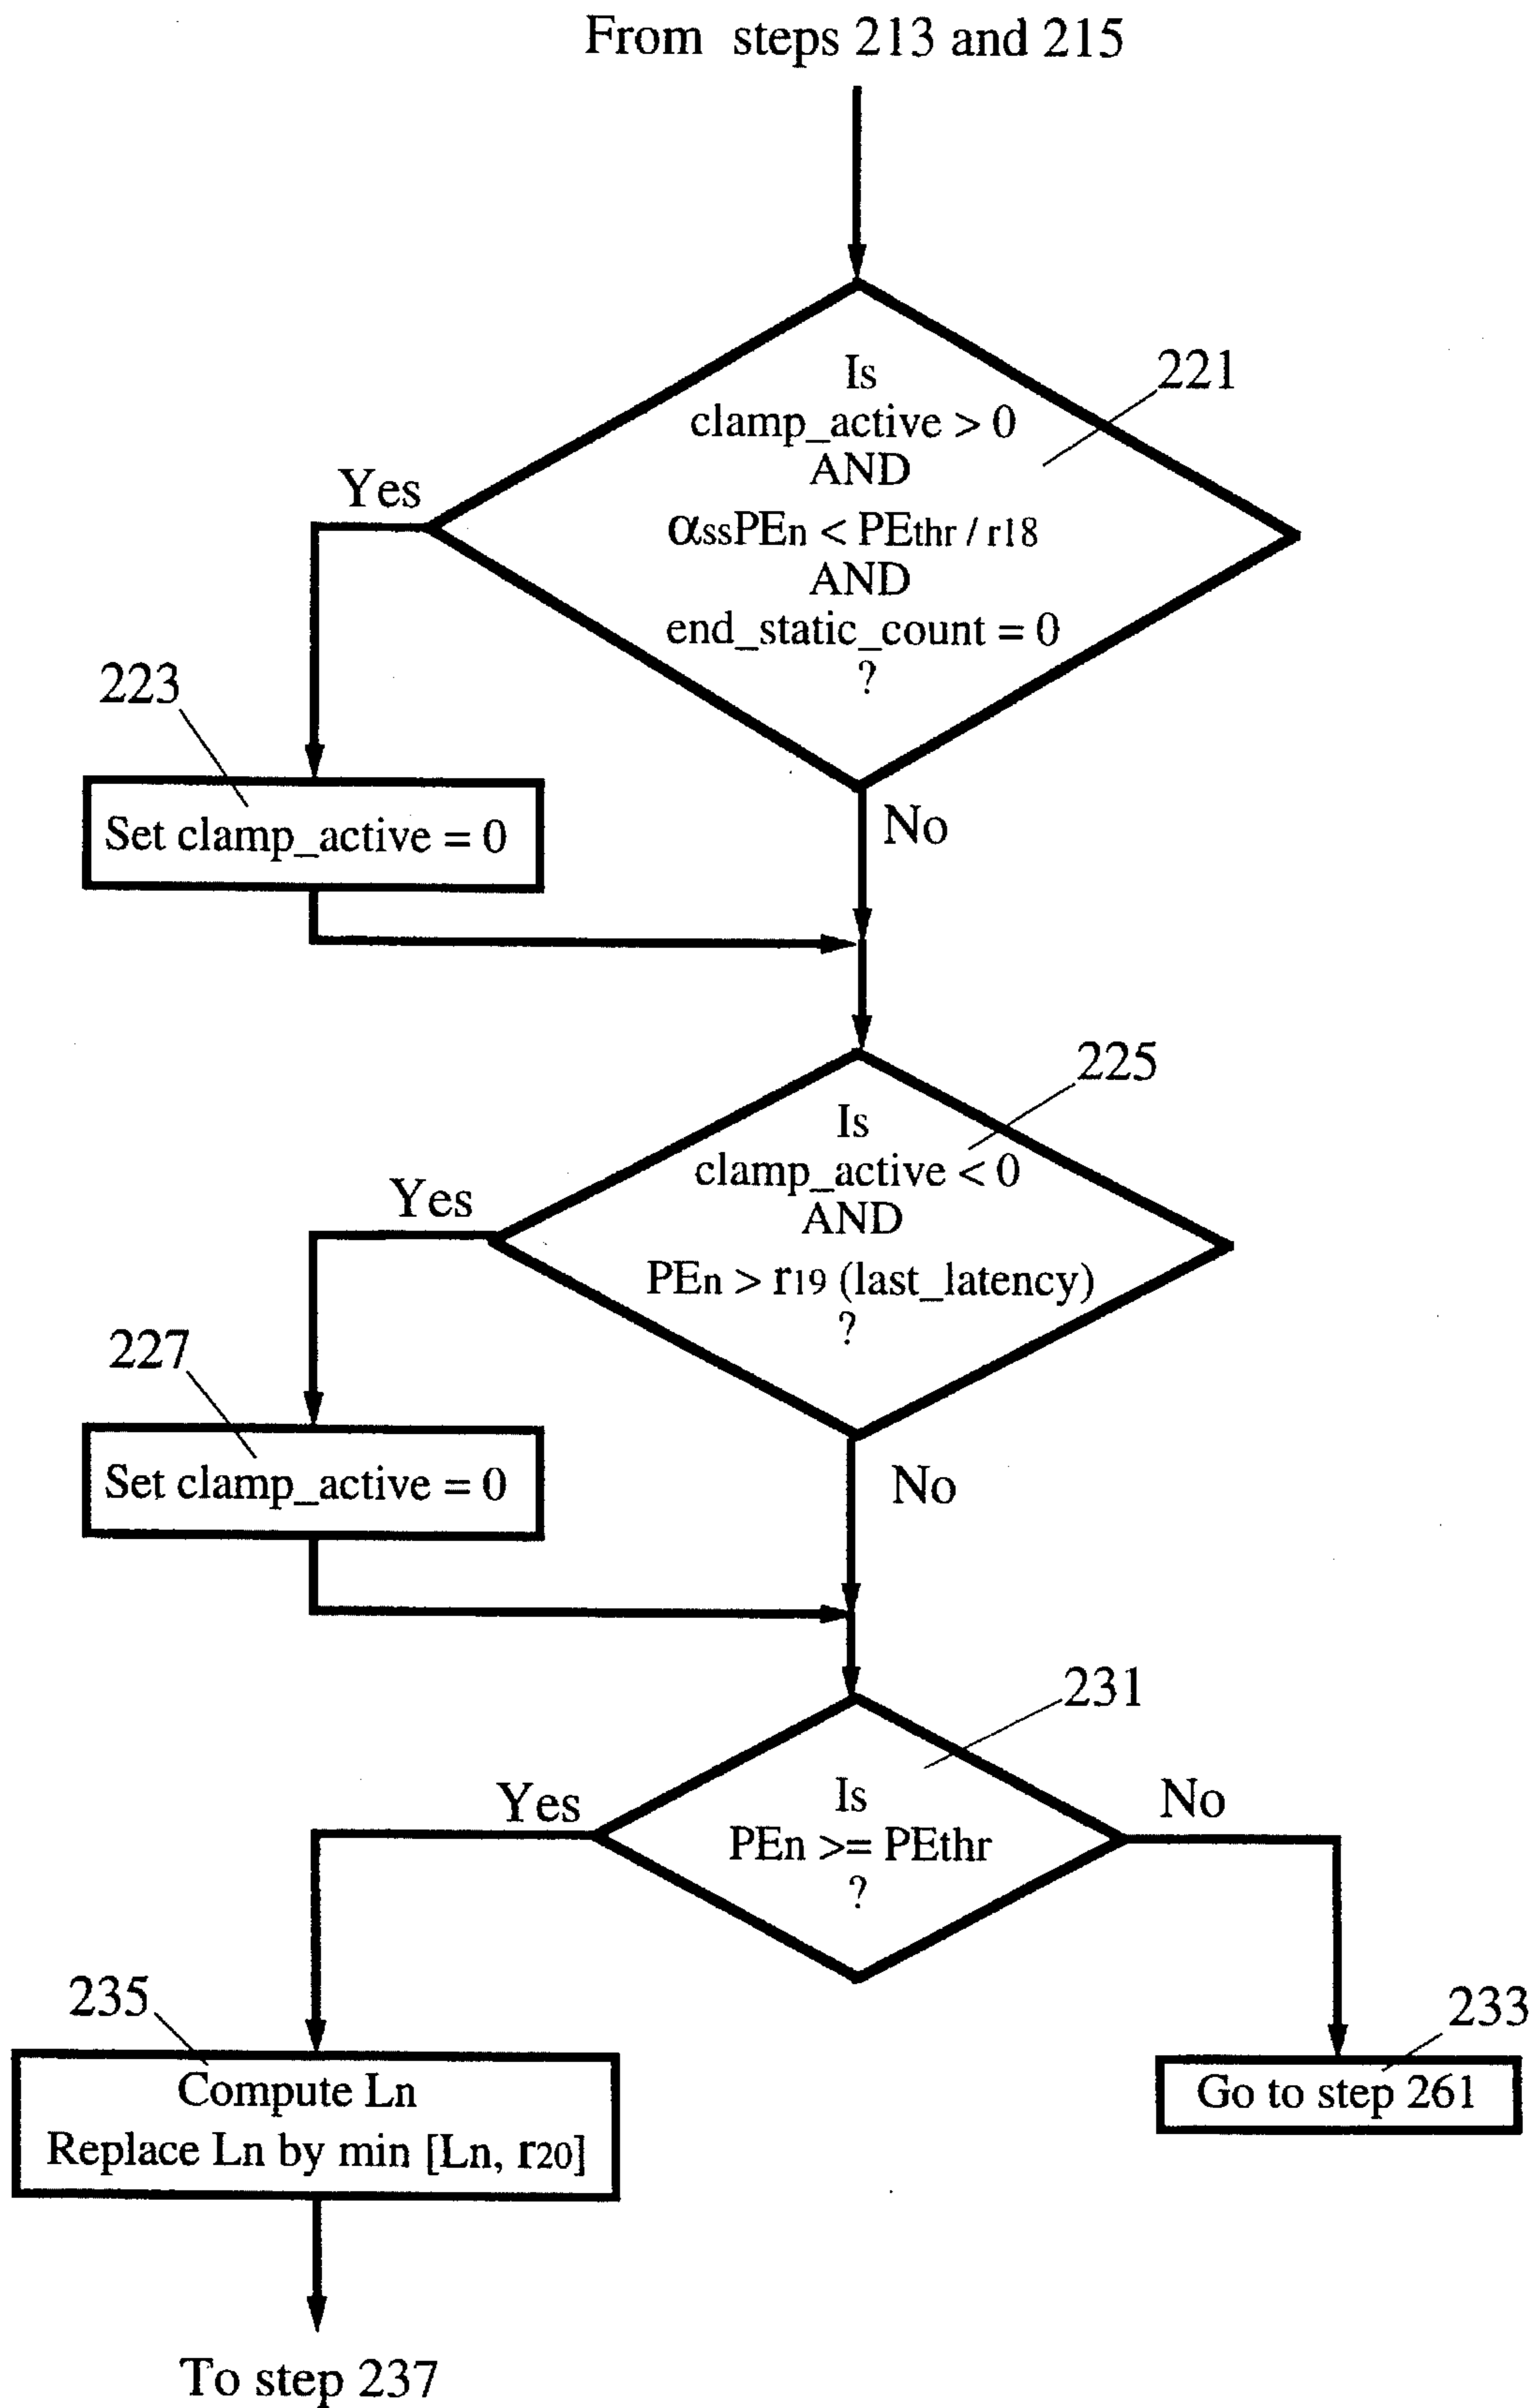 From steps 213 and 215
221
Is
clamp_active > 0
AND
αssPEn < PEthr / r18
AND
end_static_count = 0
?
Yes
No
223
Set clamp_active = 0
225
Is
clamp_active < 0
AND
PEn > r19 (last_latency)
?
Yes
No
227
Set clamp_active = 0
231
Is
PEn >= PEthr
?
Yes
No
235
Compute Ln
Replace Ln by min [Ln, r20]
233
Go to step 261
To step 237